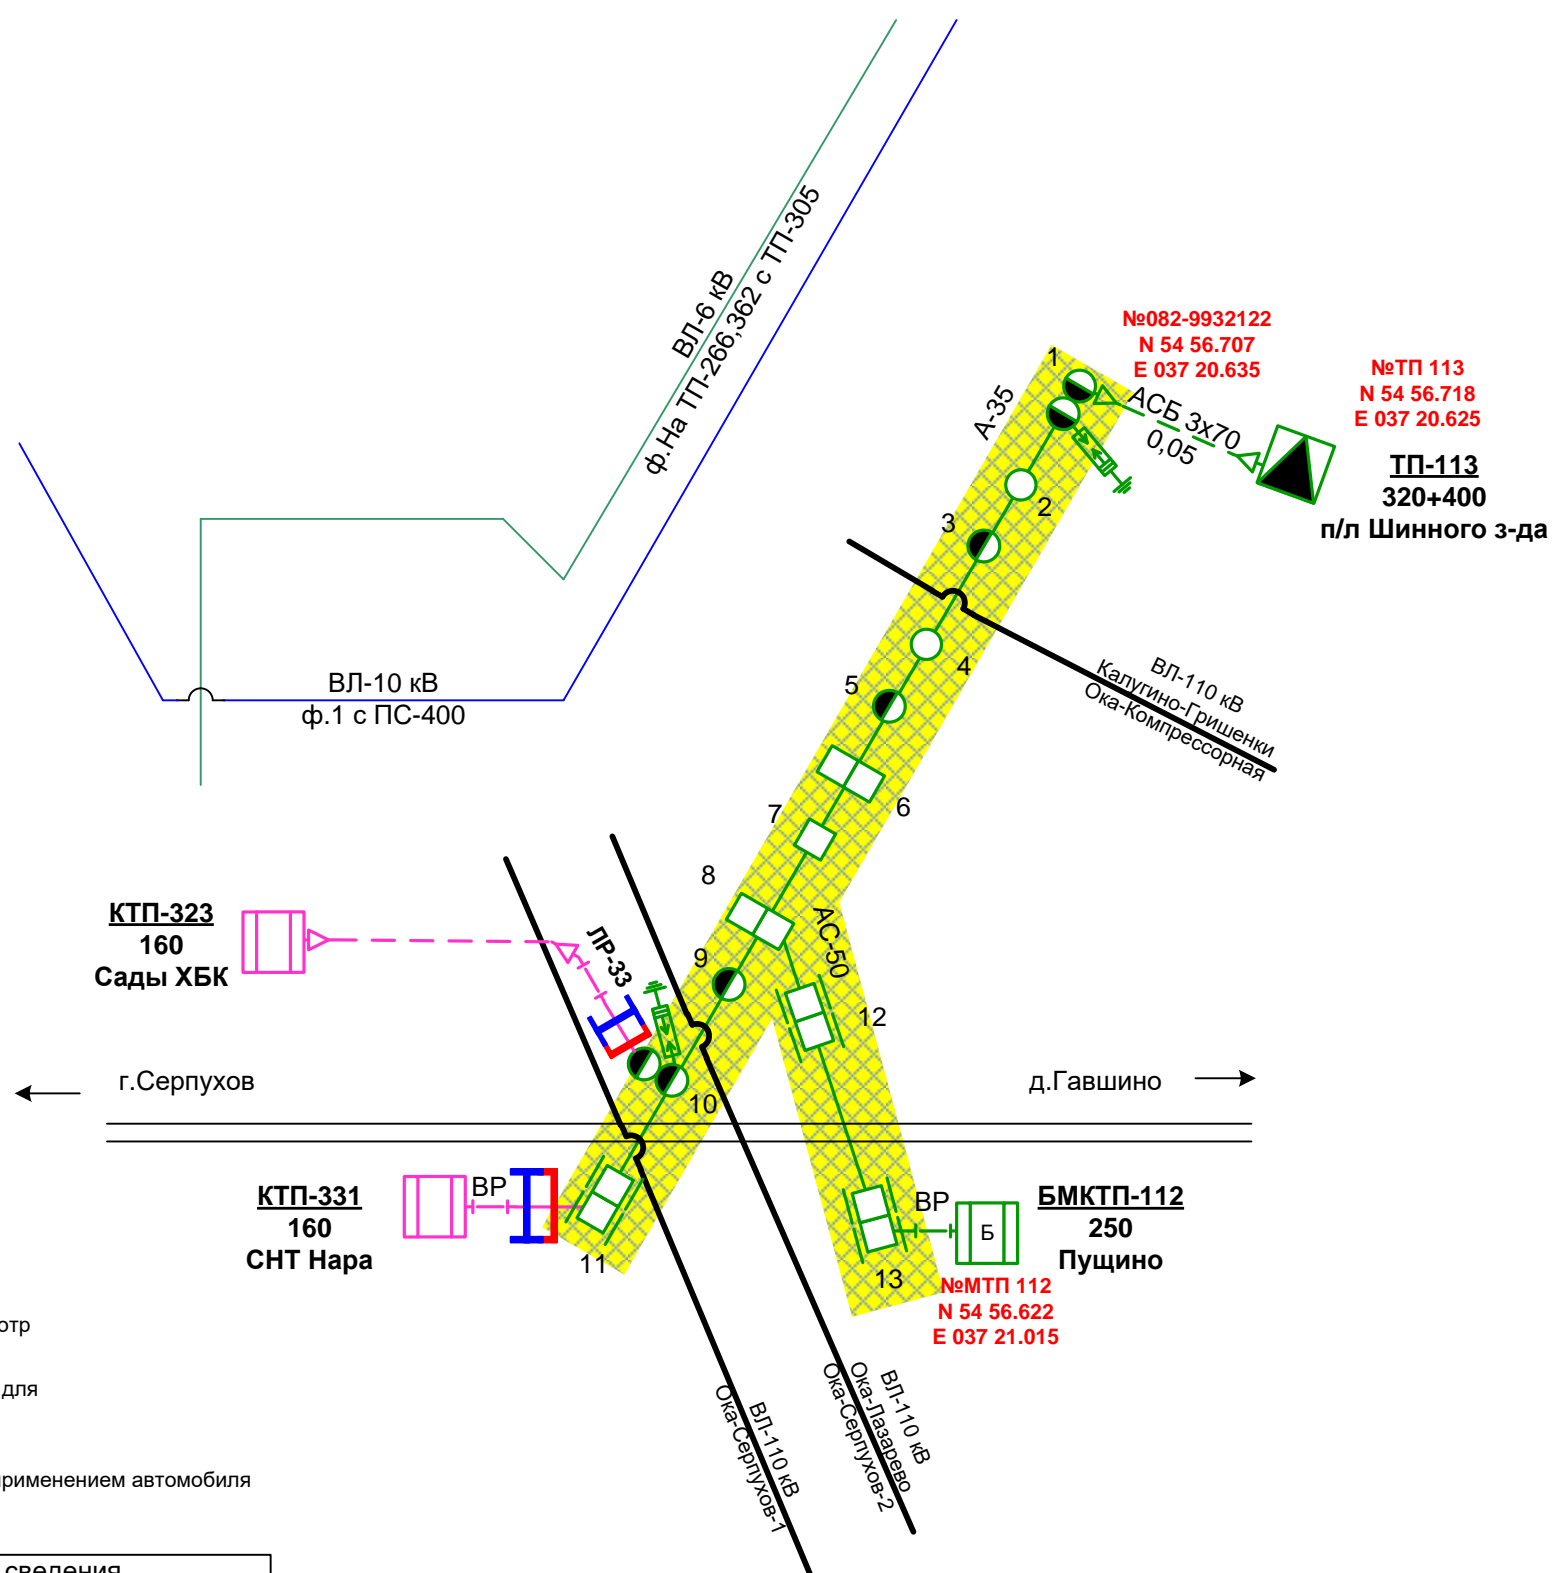 ВЛ-6 кВ
ф.На ТП-266,362 с ТП-305
№082-9932122
N 54 56.707
E 037 20.635
№ТП 113
N 54 56.718
E 037 20.625
1
А-35
АСБ 3х70
0,05
ТП-113
320+400
п/л Шинного з-да
2
3
4
5
ВЛ-110 кВ
Калугино-Гришенки
Ока-Компрессорная
ВЛ-10 кВ
ф.1 с ПС-400
6
7
8
КТП-323
160
Сады ХБК
ЛР-33
9
АС-50
12
г.Серпухов
10
д.Гавшино
КТП-331
160
СНТ Нара
ВР
11
ВР
Б
БМКТП-112
250
Пущино
13
№МТП 112
N 54 56.622
E 037 21.015
отр
для
применением автомобиля
ВЛ-110 кВ
Ока-Серпухов-1
ВЛ-110 кВ
Ока-Лазарево
Ока-Серпухов-2
сведения